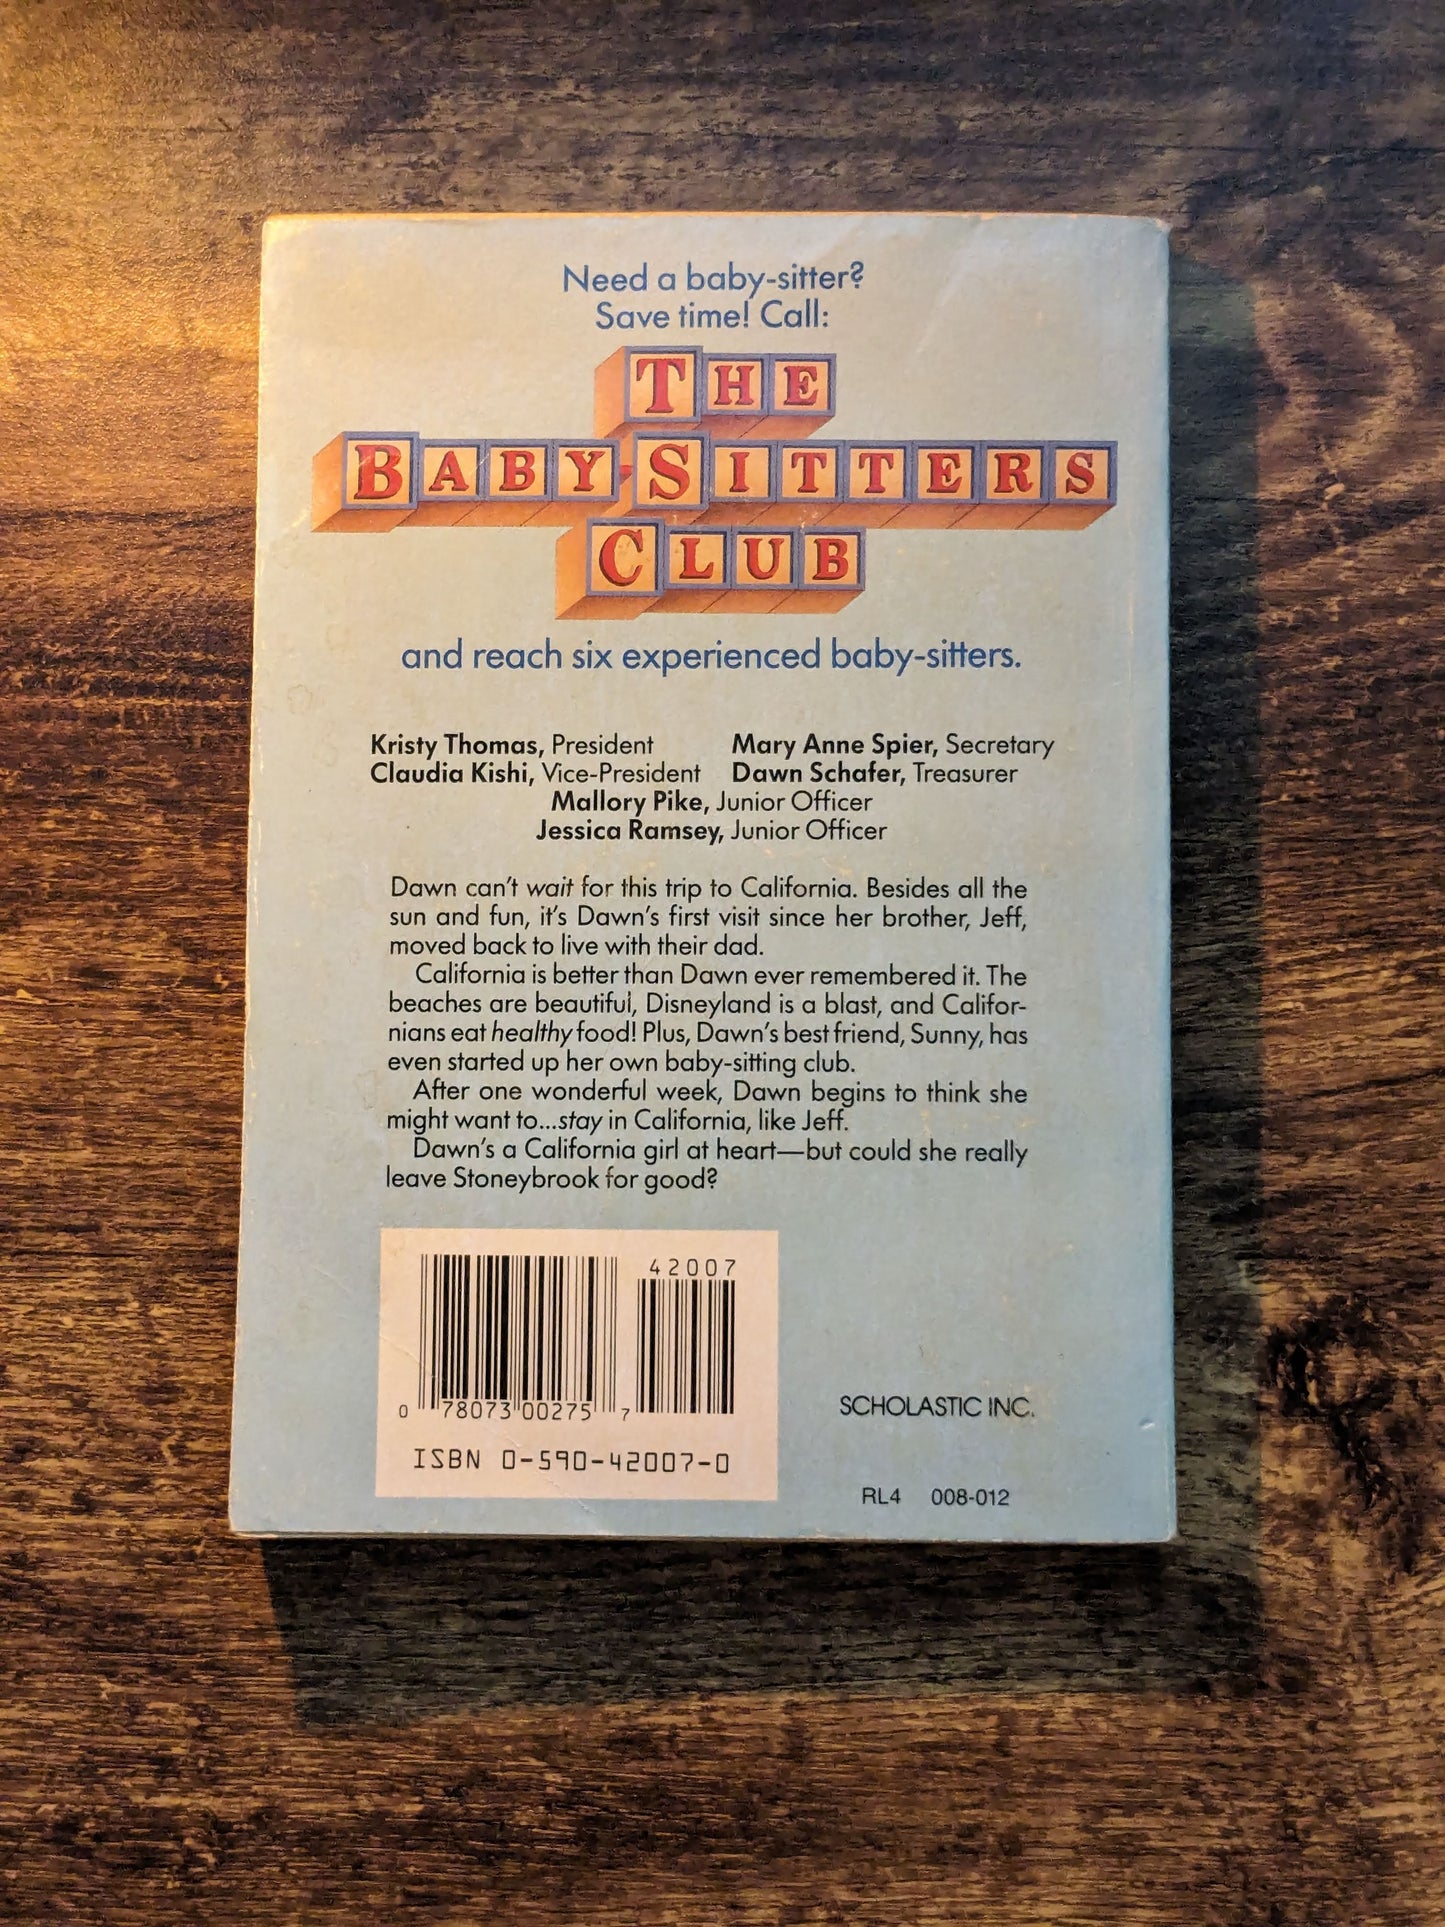 Need a baby-sitter?
Save time! Call:
THE
BABY-SITTERS
CLUB
and reach six experienced baby-sitters.
Kristy Thomas, President    Mary Anne Spier, Secretary
Claudia Kishi, Vice-President    Dawn Schafer, Treasurer
Mallory Pike, Junior Officer
Jessica Ramsey, Junior Officer
Dawn can't wait for this trip to California. Besides all the
sun and fun, it's Dawn's first visit since her brother, Jeff,
moved back to live with their dad.
California is better than Dawn ever remembered it. The
beaches are beautiful, Disneyland is a blast, and Califor-
nians eat healthy food! Plus, Dawn's best friend, Sunny, has
even started up her own baby-sitting club.
After one wonderful week, Dawn begins to think she
might want to...stay in California, like Jeff.
Dawn's a California girl at heart—but could she really
leave Stoneybrook for good?
42007
0 78073 00275 7
ISBN 0-590-42007-0
SCHOLASTIC INC.
RL4 008-012